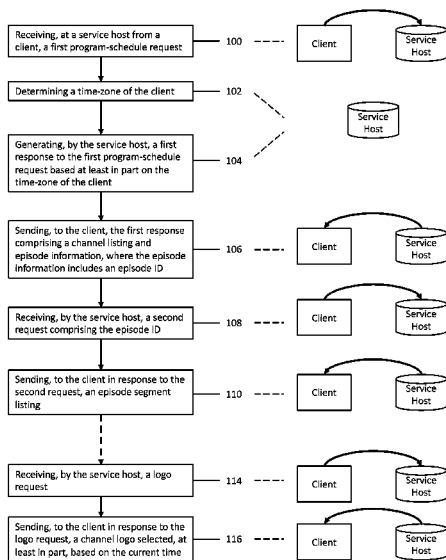 Receiving, at a service host from a
client, a first program-schedule request
100
Client
Service
Host
Determining a time-zone of the client
102
Service
Host
Generating, by the service host, a first
response to the first program-schedule
request based at least in part on the
time-zone of the client
104
Sending, to the client, the first response
comprising a channel listing and
episode information, where the episode
information includes an episode ID
106
Client
Service
Host
Receiving, by the service host, a second
request comprising the episode ID
108
Client
Service
Host
Sending, to the client in response to the
second request, an episode segment
listing
110
Client
Service
Host
Receiving, by the service host, a logo
request
114
Client
Service
Host
Sending, to the client in response to the
logo request, a channel logo selected, at
least in part, based on the current time
116
Client
Service
Host